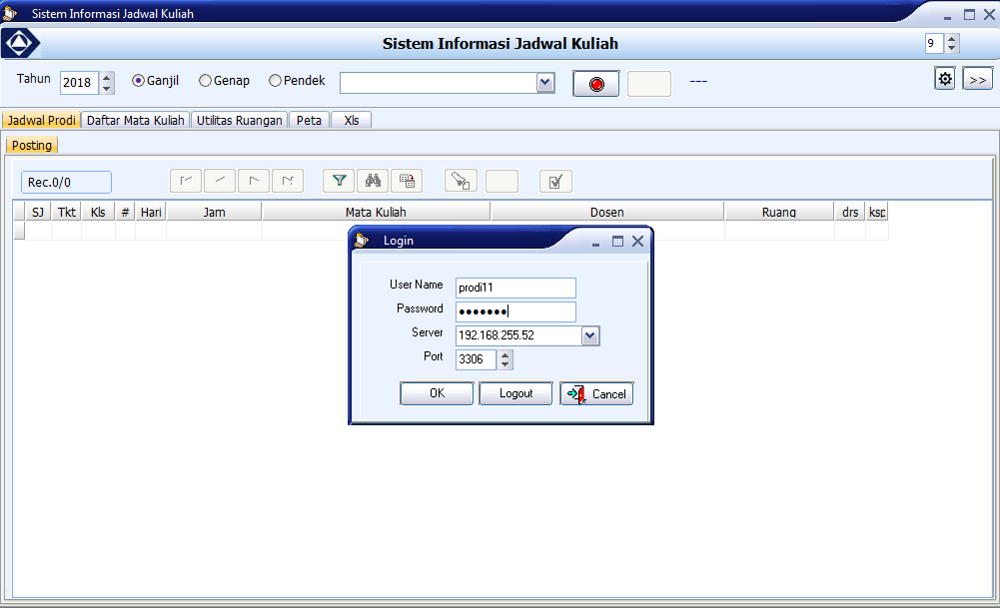 Sistem Informasi Jadwal Kuliah
Sistem Informasi Jadwal Kuliah
9
Tahun 2018 Ganjil Genap Pendek --- >>
Jadwal Prodi Daftar Mata Kuliah Utilitas Ruangan Peta Xls
Posting
Rec.0/0
SJ Tkt Kls # Hari Jam Mata Kuliah Dosen Ruang drs ksp
Login
User Name prodi11
Password •••••••
Server 192.168.255.52
Port 3306
OK Logout Cancel